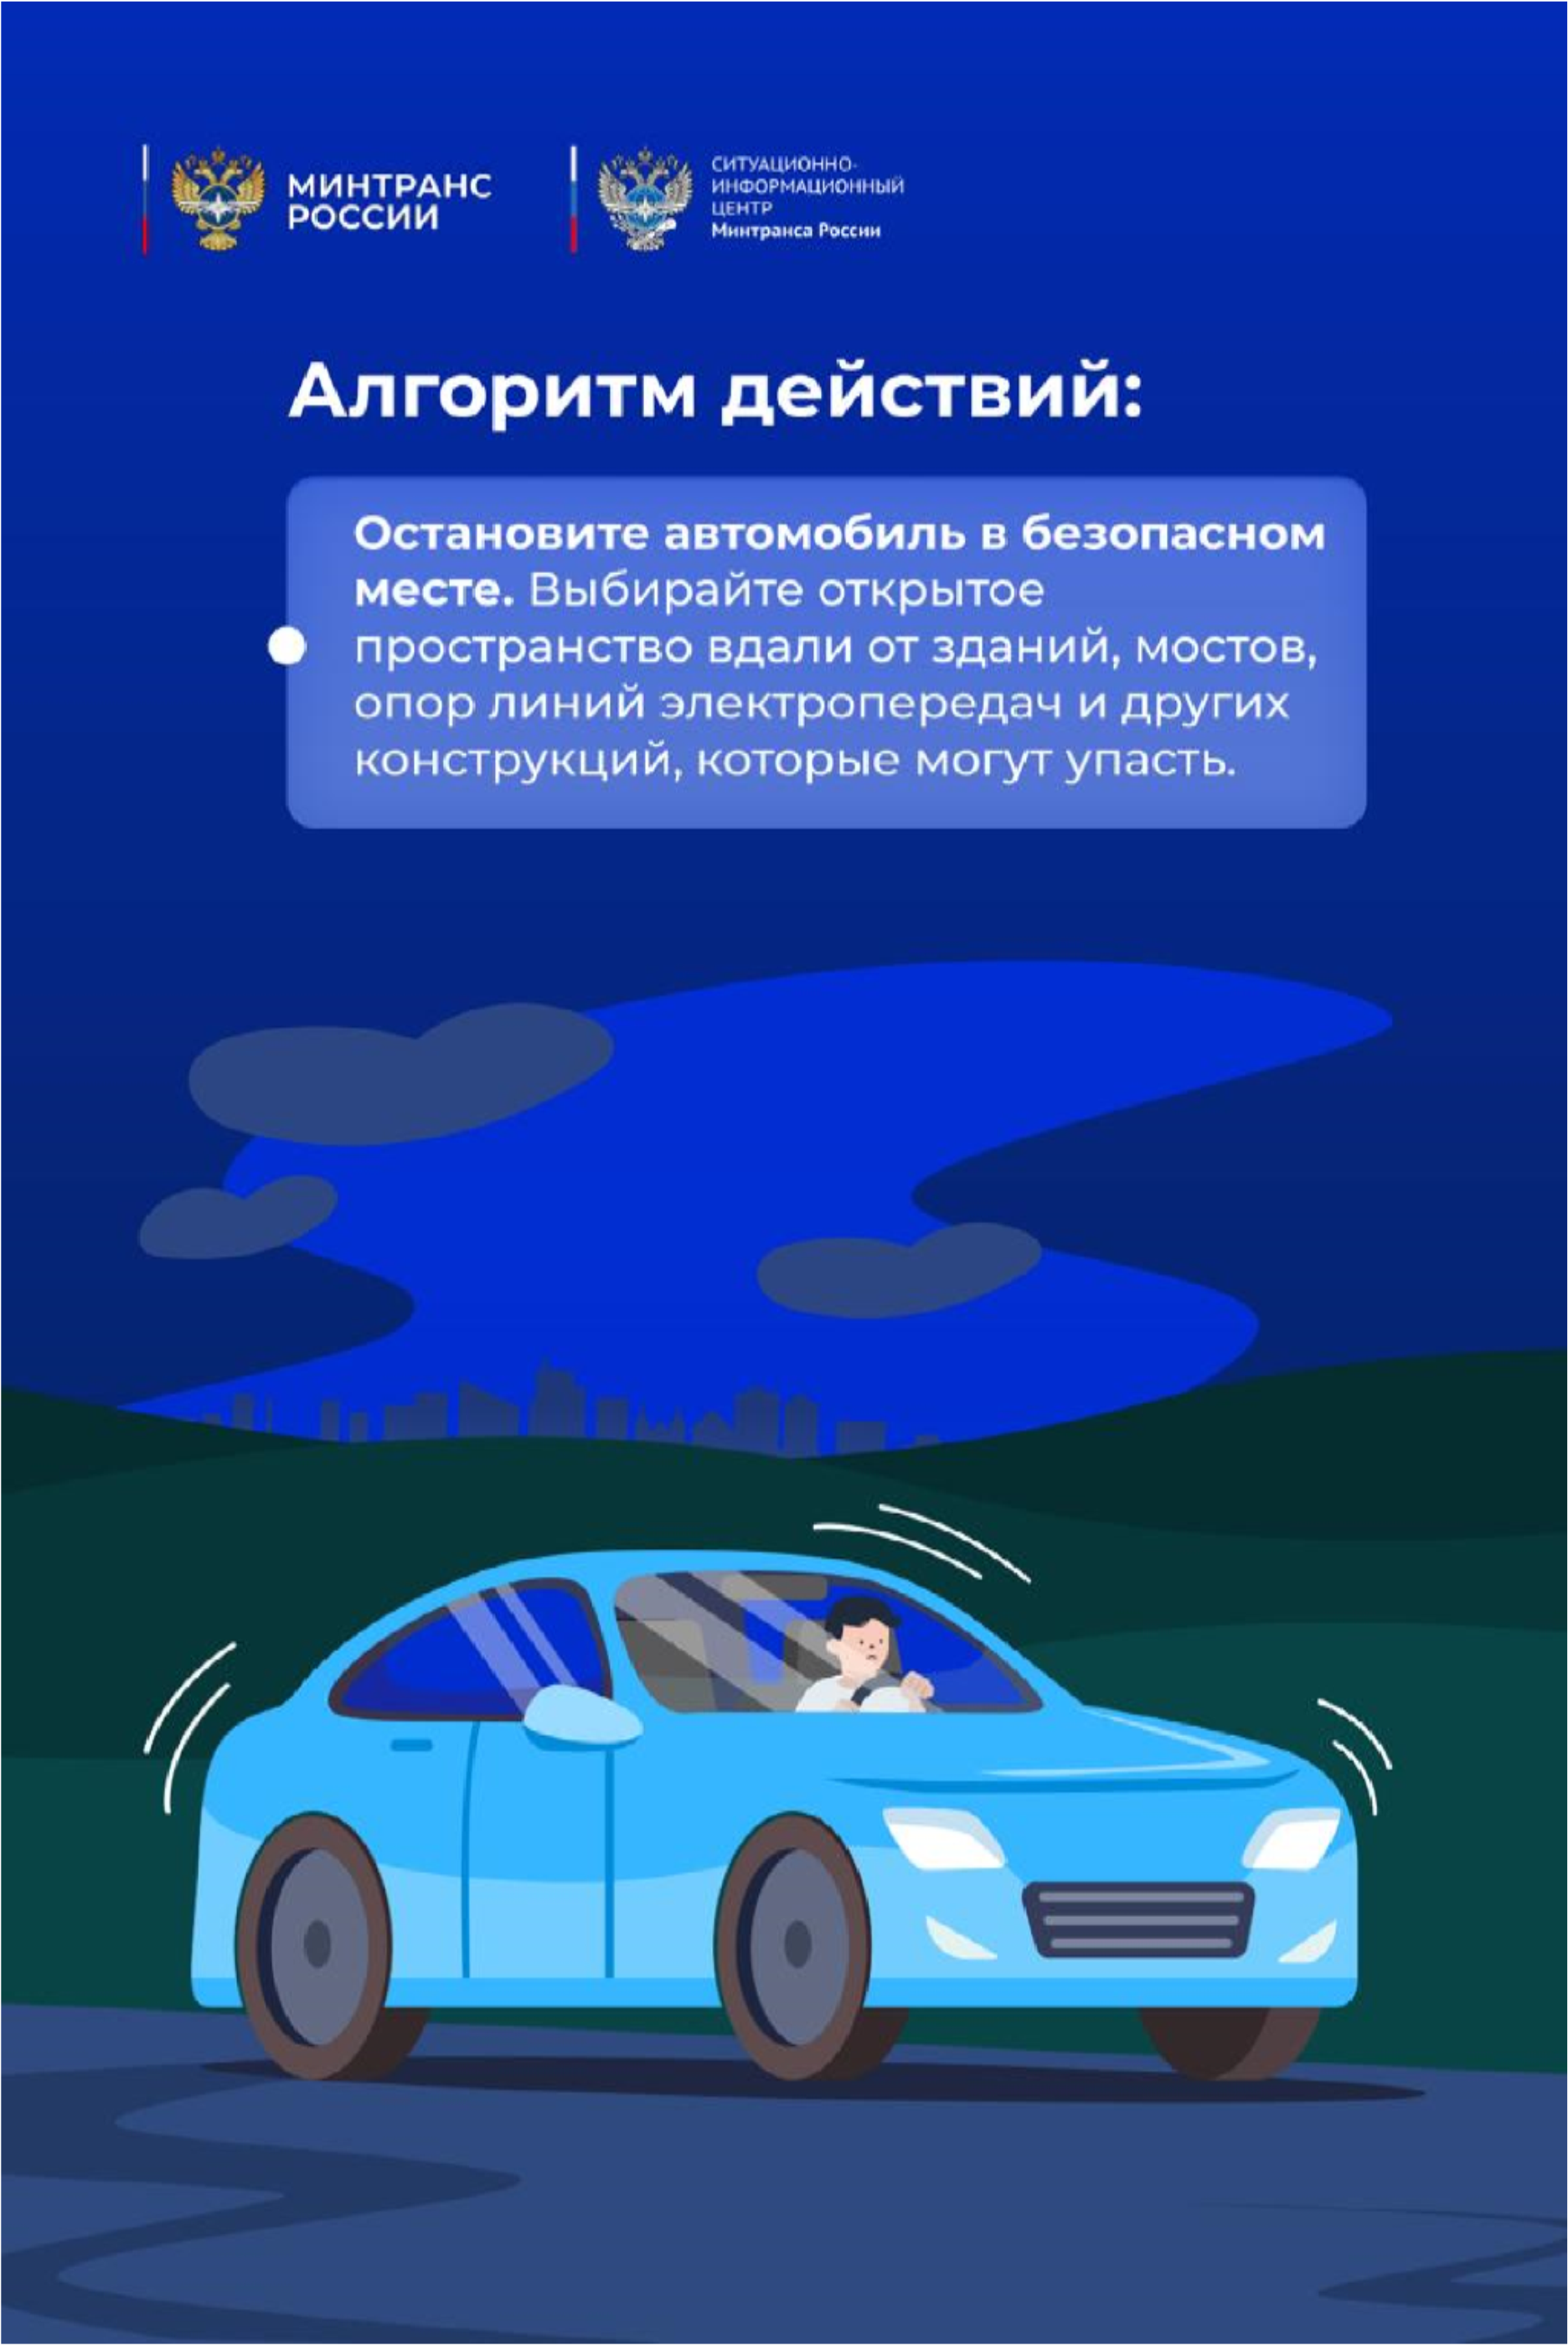 МИНТРАНС
РОССИИ
СИТУАЦИОННО-
ИНФОРМАЦИОННЫЙ
ЦЕНТР
Минтранса России
Алгоритм действий:
Остановите автомобиль в безопасном
месте. Выбирайте открытое
пространство вдали от зданий, мостов,
опор линий электропередач и других
конструкций, которые могут упасть.